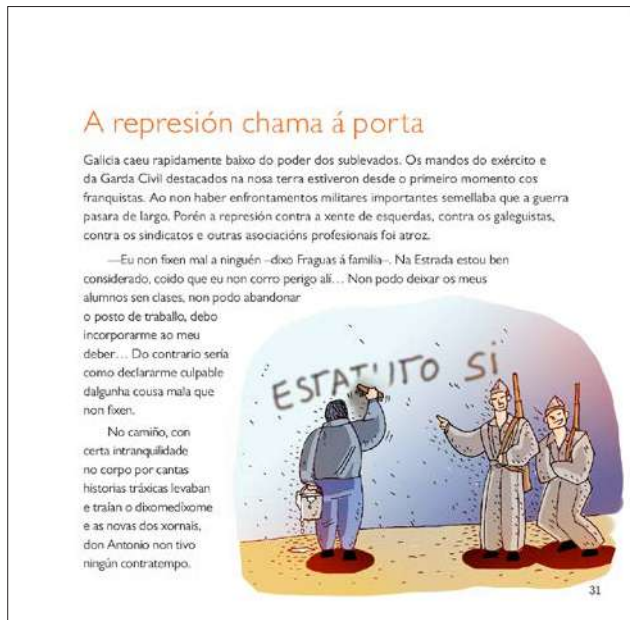 A represión chama á porta
Galicia caeu rapidamente baixo do poder dos sublevados. Os mandos do exército e
da Garda Civil destacados na nosa terra estiveron desde o primeiro momento cos
franquistas. Ao non haber enfrontamentos militares importantes semellaba que a guerra
pasara de largo. Porén a represión contra a xente de esquerdas, contra os galeguistas,
contra os sindicatos e outras asociacións profesionais foi atroz.
—Eu non fixen mal a ninguén –dixo Fraguas á familia–. Na Estrada estou ben
considerado, coido que eu non corro perigo alí… Non podo deixar os meus
alumnos sen clases, non podo abandonar
o posto de traballo, debo
incorporarme ao meu
deber… Do contrario sería
como declararme culpable
dalgunha cousa mala que
non fixen.
No camiño, con
certa intranquilidade
no corpo por cantas
historias tráxicas levaban
e traían o dixomedíxome
e as novas dos xornais,
don Antonio non tivo
ningún contratempo.
ESTATUTO SI
31